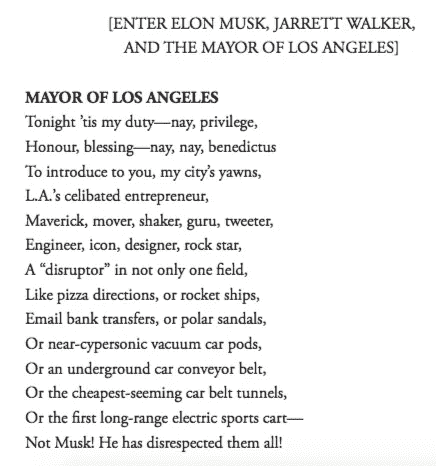 [ENTER ELON MUSK, JARRETT WALKER,
AND THE MAYOR OF LOS ANGELES]
MAYOR OF LOS ANGELES
Tonight ’tis my duty—nay, privilege,
Honour, blessing—nay, nay, benedictus
To introduce to you, my city’s yawns,
L.A.’s celibated entrepreneur,
Maverick, mover, shaker, guru, tweeter,
Engineer, icon, designer, rock star,
A “disruptor” in not only one field,
Like pizza directions, or rocket ships,
Email bank transfers, or polar sandals,
Or near-cypersonic vacuum car pods,
Or an underground car conveyor belt,
Or the cheapest-seeming car belt tunnels,
Or the first long-range electric sports cart—
Not Musk! He has disrespected them all!